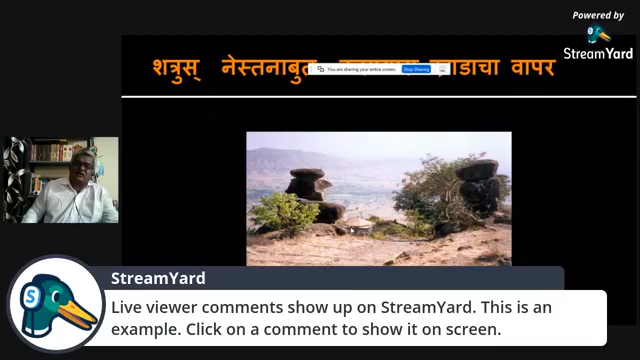 Powered by
StreamYard
शत्रुस् नेस्तनाबुत वापर
You are sharing your entire screen.
Stop Sharing
StreamYard
Live viewer comments show up on StreamYard. This is an
example. Click on a comment to show it on screen.